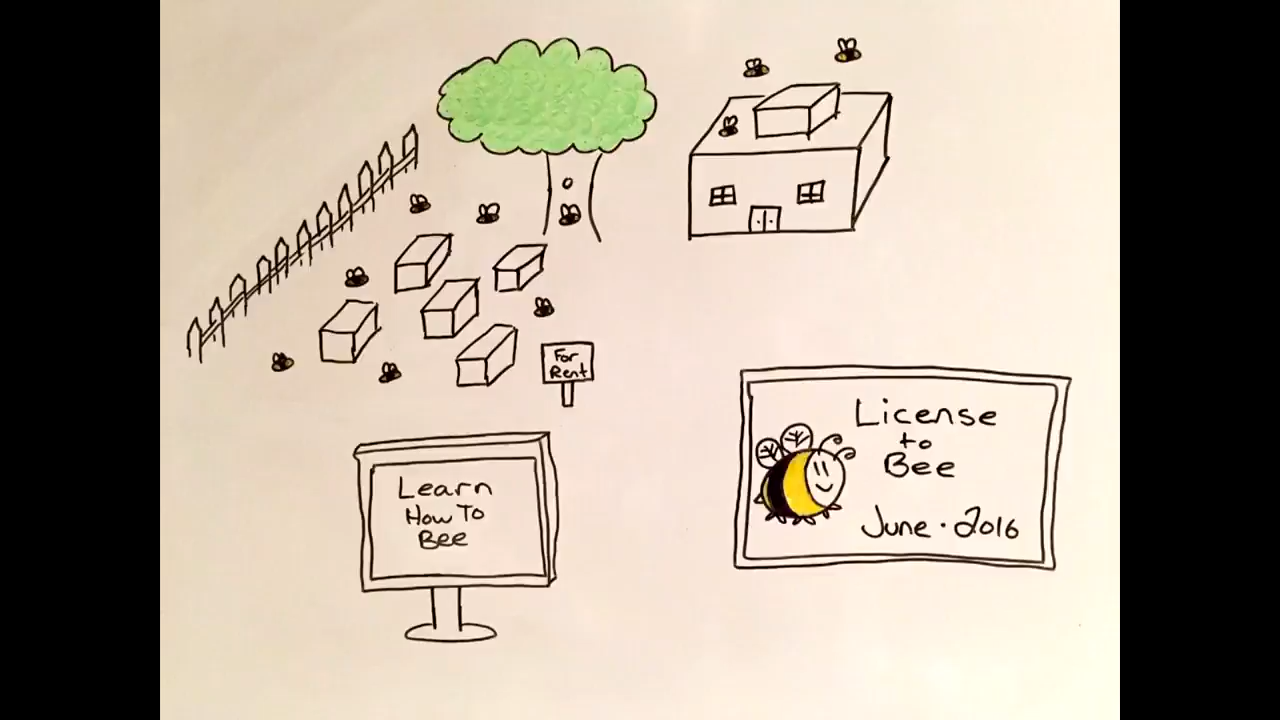 For
Rent
License
to
Bee
June · 2016
Learn
How To
Bee